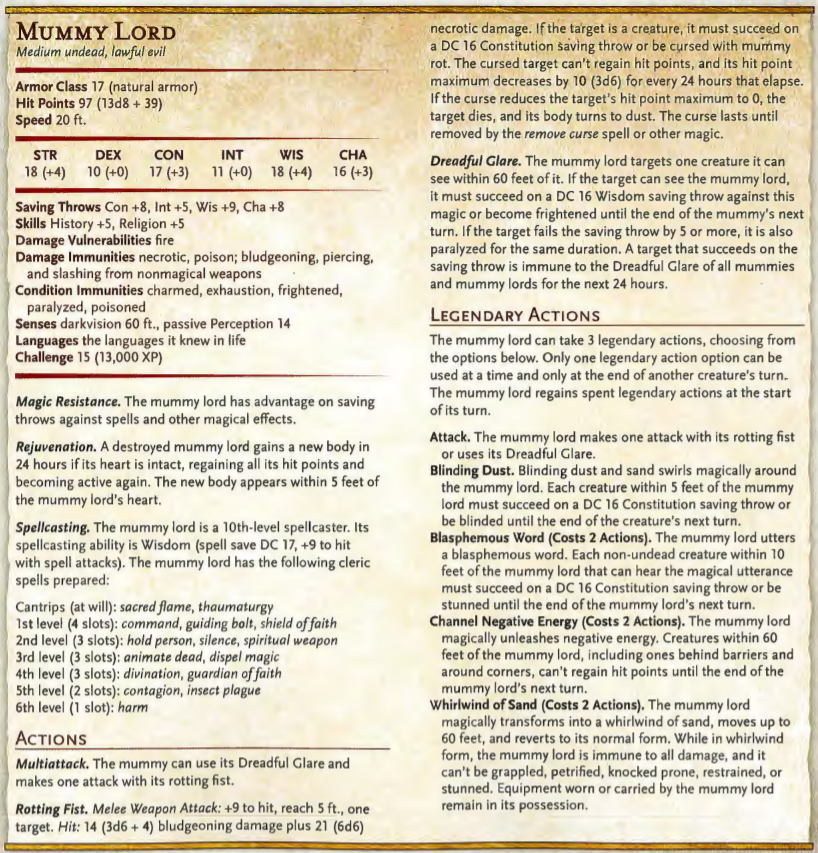 MUMMY LORD
Medium undead, lawful evil
Armor Class 17 (natural armor)
Hit Points 97 (13d8 + 39)
Speed 20 ft.
STR DEX CON INT WIS CHA
18 (+4) 10 (+0) 17 (+3) 11 (+0) 18 (+4) 16 (+3)
Saving Throws Con +8, Int +5, Wis +9, Cha +8
Skills History +5, Religion +5
Damage Vulnerabilities fire
Damage Immunities necrotic, poison; bludgeoning, piercing,
and slashing from nonmagical weapons
Condition Immunities charmed, exhaustion, frightened,
paralyzed, poisoned
Senses darkvision 60 ft., passive Perception 14
Languages the languages it knew in life
Challenge 15 (13,000 XP)
Magic Resistance. The mummy lord has advantage on saving
throws against spells and other magical effects.
Rejuvenation. A destroyed mummy lord gains a new body in
24 hours if its heart is intact, regaining all its hit points and
becoming active again. The new body appears within 5 feet of
the mummy lord's heart.
Spellcasting. The mummy lord is a 10th-level spellcaster. Its
spellcasting ability is Wisdom (spell save DC 17, +9 to hit
with spell attacks). The mummy lord has the following cleric
spells prepared:
Cantrips (at will): sacred flame, thaumaturgy
1st level (4 slots): command, guiding bolt, shield of faith
2nd level (3 slots): hold person, silence, spiritual weapon
3rd level (3 slots): animate dead, dispel magic
4th level (3 slots): divination, guardian of faith
5th level (2 slots): contagion, insect plague
6th level (1 slot): harm
ACTIONS
Multiattack. The mummy can use its Dreadful Glare and
makes one attack with its rotting fist.
Rotting Fist. Melee Weapon Attack: +9 to hit, reach 5 ft., one
target. Hit: 14 (3d6 + 4) bludgeoning damage plus 21 (6d6)
necrotic damage. If the target is a creature, it must succeed on
a DC 16 Constitution saving throw or be cursed with mummy
rot. The cursed target can't regain hit points, and its hit point
maximum decreases by 10 (3d6) for every 24 hours that elapse.
If the curse reduces the target's hit point maximum to 0, the
target dies, and its body turns to dust. The curse lasts until
removed by the remove curse spell or other magic.
Dreadful Glare. The mummy lord targets one creature it can
see within 60 feet of it. If the target can see the mummy lord,
it must succeed on a DC 16 Wisdom saving throw against this
magic or become frightened until the end of the mummy's next
turn. If the target fails the saving throw by 5 or more, it is also
paralyzed for the same duration. A target that succeeds on the
saving throw is immune to the Dreadful Glare of all mummies
and mummy lords for the next 24 hours.
LEGENDARY ACTIONS
The mummy lord can take 3 legendary actions, choosing from
the options below. Only one legendary action option can be
used at a time and only at the end of another creature's turn.
The mummy lord regains spent legendary actions at the start
of its turn.
Attack. The mummy lord makes one attack with its rotting fist
or uses its Dreadful Glare.
Blinding Dust. Blinding dust and sand swirls magically around
the mummy lord. Each creature within 5 feet of the mummy
lord must succeed on a DC 16 Constitution saving throw or
be blinded until the end of the creature's next turn.
Blasphemous Word (Costs 2 Actions). The mummy lord utters
a blasphemous word. Each non-undead creature within 10
feet of the mummy lord that can hear the magical utterance
must succeed on a DC 16 Constitution saving throw or be
stunned until the end of the mummy lord's next turn.
Channel Negative Energy (Costs 2 Actions). The mummy lord
magically unleashes negative energy. Creatures within 60
feet of the mummy lord, including ones behind barriers and
around corners, can't regain hit points until the end of the
mummy lord's next turn.
Whirlwind of Sand (Costs 2 Actions). The mummy lord
magically transforms into a whirlwind of sand, moves up to
60 feet, and reverts to its normal form. While in whirlwind
form, the mummy lord is immune to all damage, and it
can't be grappled, petrified, knocked prone, restrained, or
stunned. Equipment worn or carried by the mummy lord
remain in its possession.